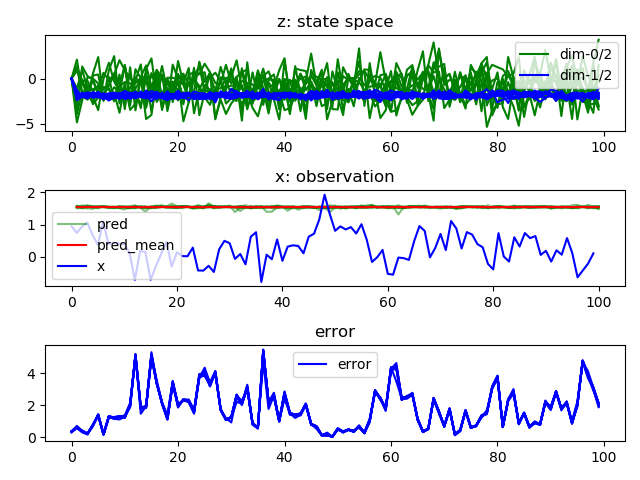 z: state space
0
−5
dim-0/2
dim-1/2
0 20 40 60 80 100
x: observation
2
1
0
pred
pred_mean
x
0 20 40 60 80 100
error
4
2
0
error
0 20 40 60 80 100